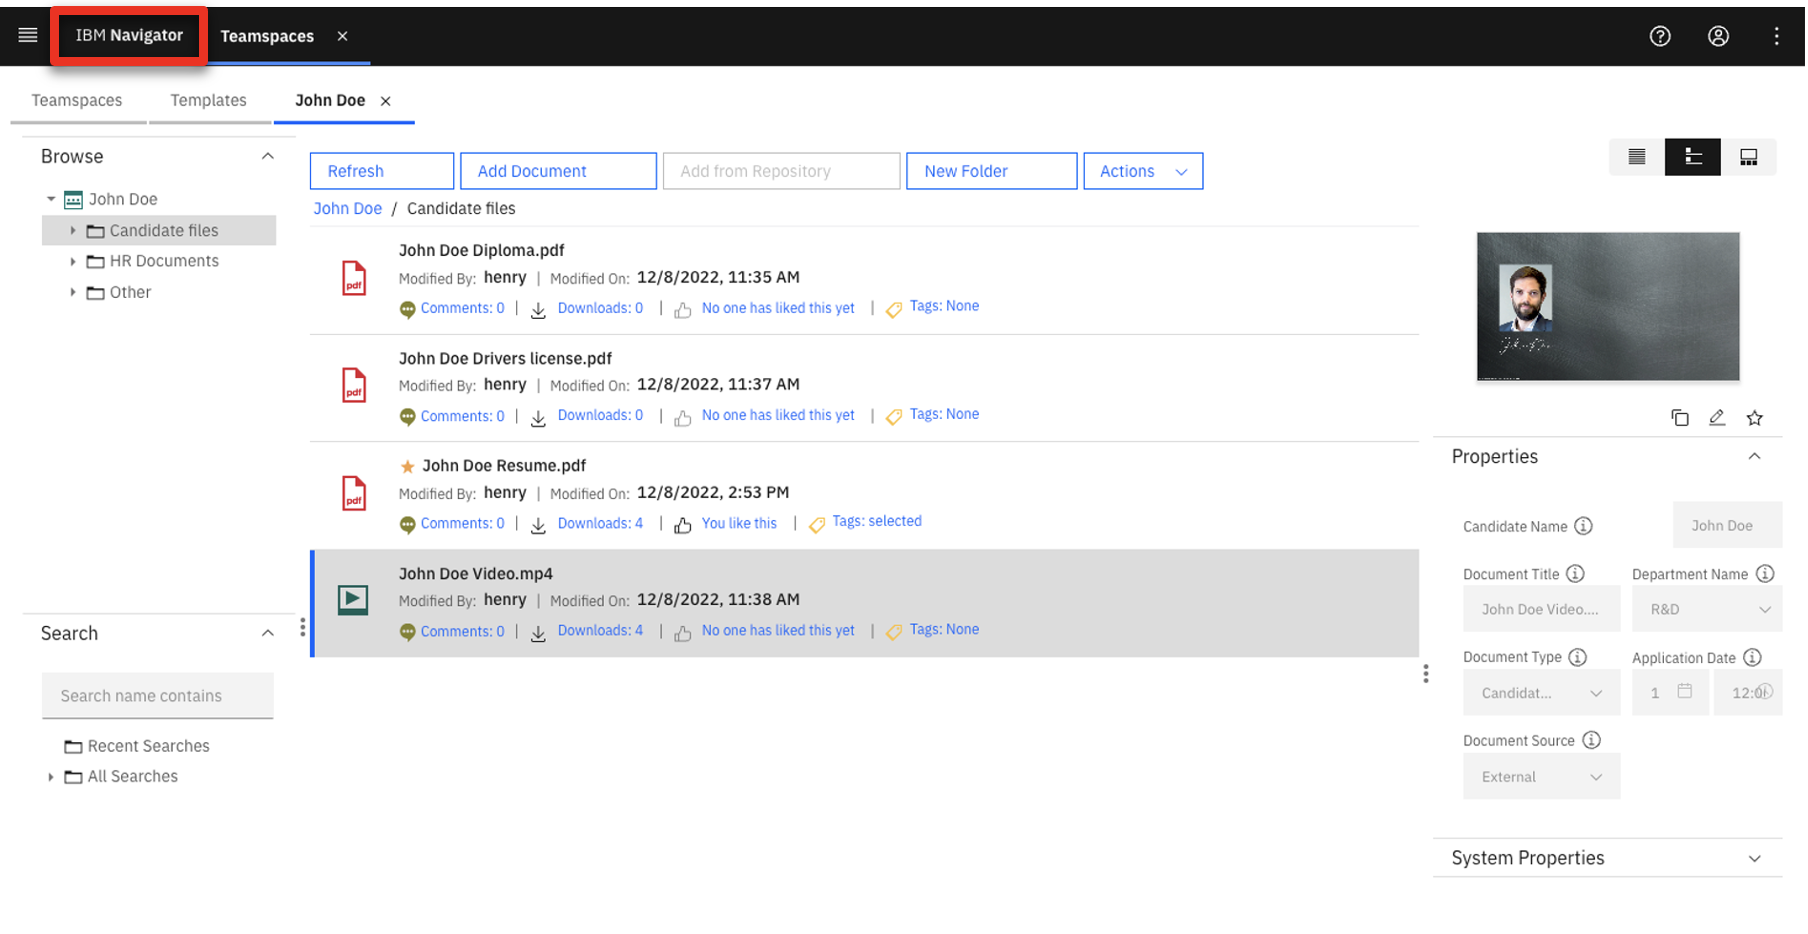 IBM Navigator Teamspaces
Teamspaces Templates John Doe
Browse
John Doe
Candidate files
HR Documents
Other
Refresh Add Document Add from Repository New Folder Actions
John Doe / Candidate files
pdf
John Doe Diploma.pdf
Modified By: henry | Modified On: 12/8/2022, 11:35 AM
Comments: 0 | Downloads: 0 | No one has liked this yet | Tags: None
pdf
John Doe Drivers license.pdf
Modified By: henry | Modified On: 12/8/2022, 11:37 AM
Comments: 0 | Downloads: 0 | No one has liked this yet | Tags: None
pdf
John Doe Resume.pdf
Modified By: henry | Modified On: 12/8/2022, 2:53 PM
Comments: 0 | Downloads: 4 | You like this | Tags: selected
John Doe Video.mp4
Modified By: henry | Modified On: 12/8/2022, 11:38 AM
Comments: 0 | Downloads: 4 | No one has liked this yet | Tags: None
Search
Search name contains
Recent Searches
All Searches
Properties
Candidate Name John Doe
Document Title Department Name
John Doe Video.... R&D
Document Type Application Date
Candidat... 1 12:0
Document Source
External
System Properties